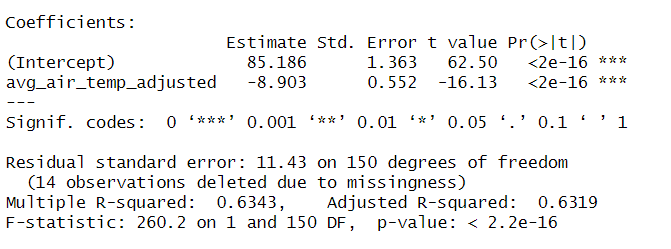 Coefficients:
                      Estimate Std. Error t value Pr(>|t|)
(Intercept)             85.186      1.363   62.50   <2e-16 ***
avg_air_temp_adjusted   -8.903      0.552  -16.13   <2e-16 ***
---
Signif. codes:  0 ‘***’ 0.001 ‘**’ 0.01 ‘*’ 0.05 ‘.’ 0.1 ‘ ’ 1
Residual standard error: 11.43 on 150 degrees of freedom
  (14 observations deleted due to missingness)
Multiple R-squared:  0.6343,    Adjusted R-squared:  0.6319
F-statistic: 260.2 on 1 and 150 DF,  p-value: < 2.2e-16